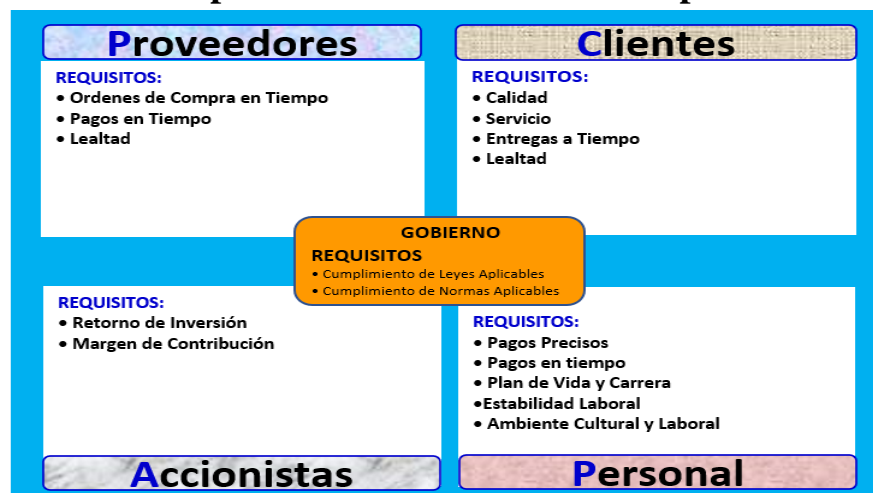 Proveedores
REQUISITOS:
• Ordenes de Compra en Tiempo
• Pagos en Tiempo
• Lealtad
Clientes
REQUISITOS:
• Calidad
• Servicio
• Entregas a Tiempo
• Lealtad
GOBIERNO
REQUISITOS
• Cumplimiento de Leyes Aplicables
• Cumplimiento de Normas Aplicables
REQUISITOS:
• Retorno de Inversión
• Margen de Contribución
Accionistas
REQUISITOS:
• Pagos Precisos
• Pagos en tiempo
• Plan de Vida y Carrera
•Estabilidad Laboral
• Ambiente Cultural y Laboral
Personal